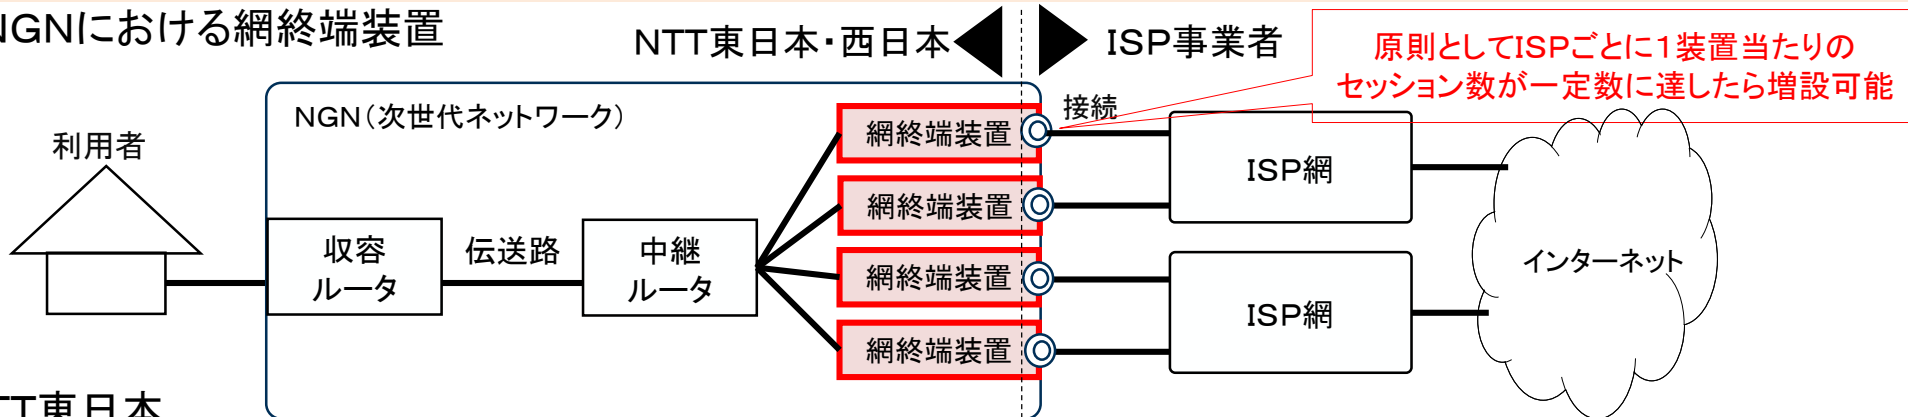 NGNにおける網終端装置
NTT東日本・西日本
ISP事業者
原則としてISPごとに1装置当たりの
セッション数が一定数に達したら増設可能
NGN(次世代ネットワーク)
接続
利用者
網終端装置
網終端装置
網終端装置
網終端装置
収容
ルータ
伝送路
中継
ルータ
ISP網
ISP網
インターネット
TT東日本